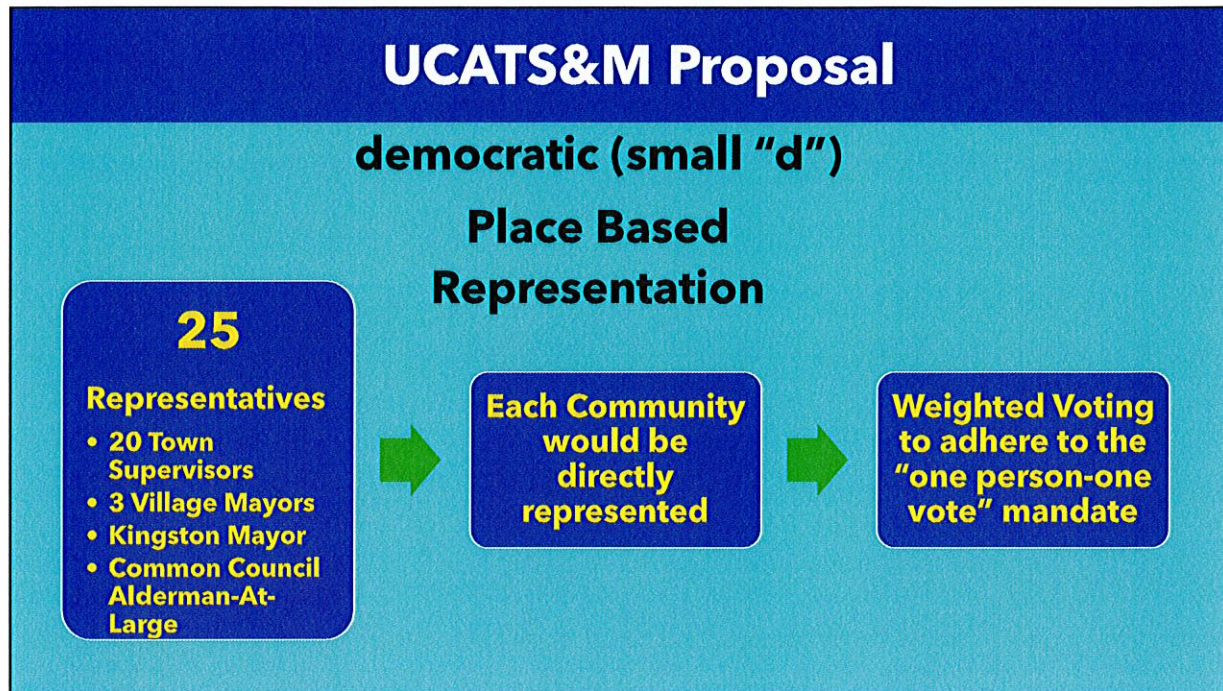 UCATS&M Proposal
democratic (small “d”)
Place Based
Representation
25
Representatives
• 20 Town
Supervisors
• 3 Village Mayors
• Kingston Mayor
• Common Council
Alderman-At-
Large
Each Community
would be
directly
represented
Weighted Voting
to adhere to the
“one person-one
vote” mandate